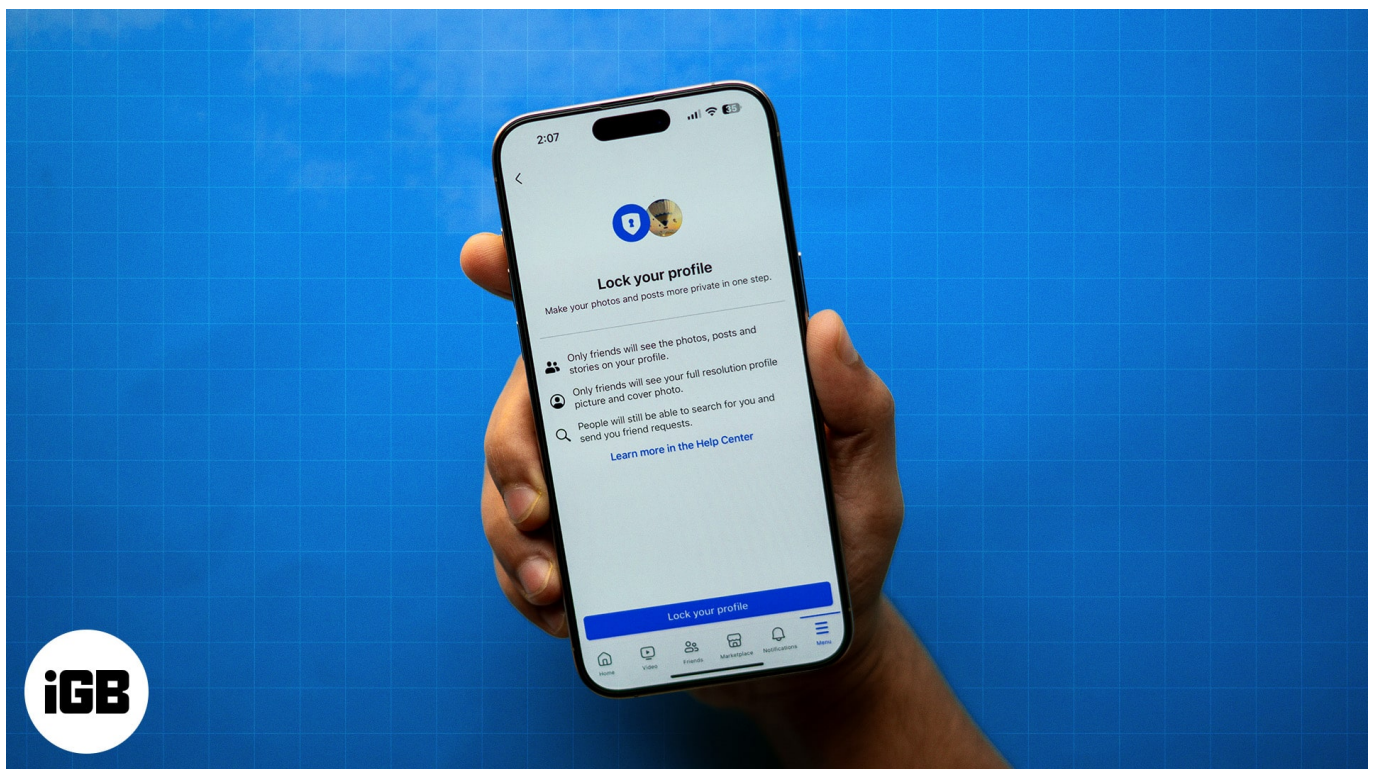 2:07
35
Lock your profile
Make your photos and posts more private in one step.
Only friends will see the photos, posts and
stories on your profile.
Only friends will see your full resolution profile
picture and cover photo.
People will still be able to search for you and
send you friend requests.
Learn more in the Help Center
Lock your profile
Home
Video
Friends
Marketplace
Notifications
Menu
iGB